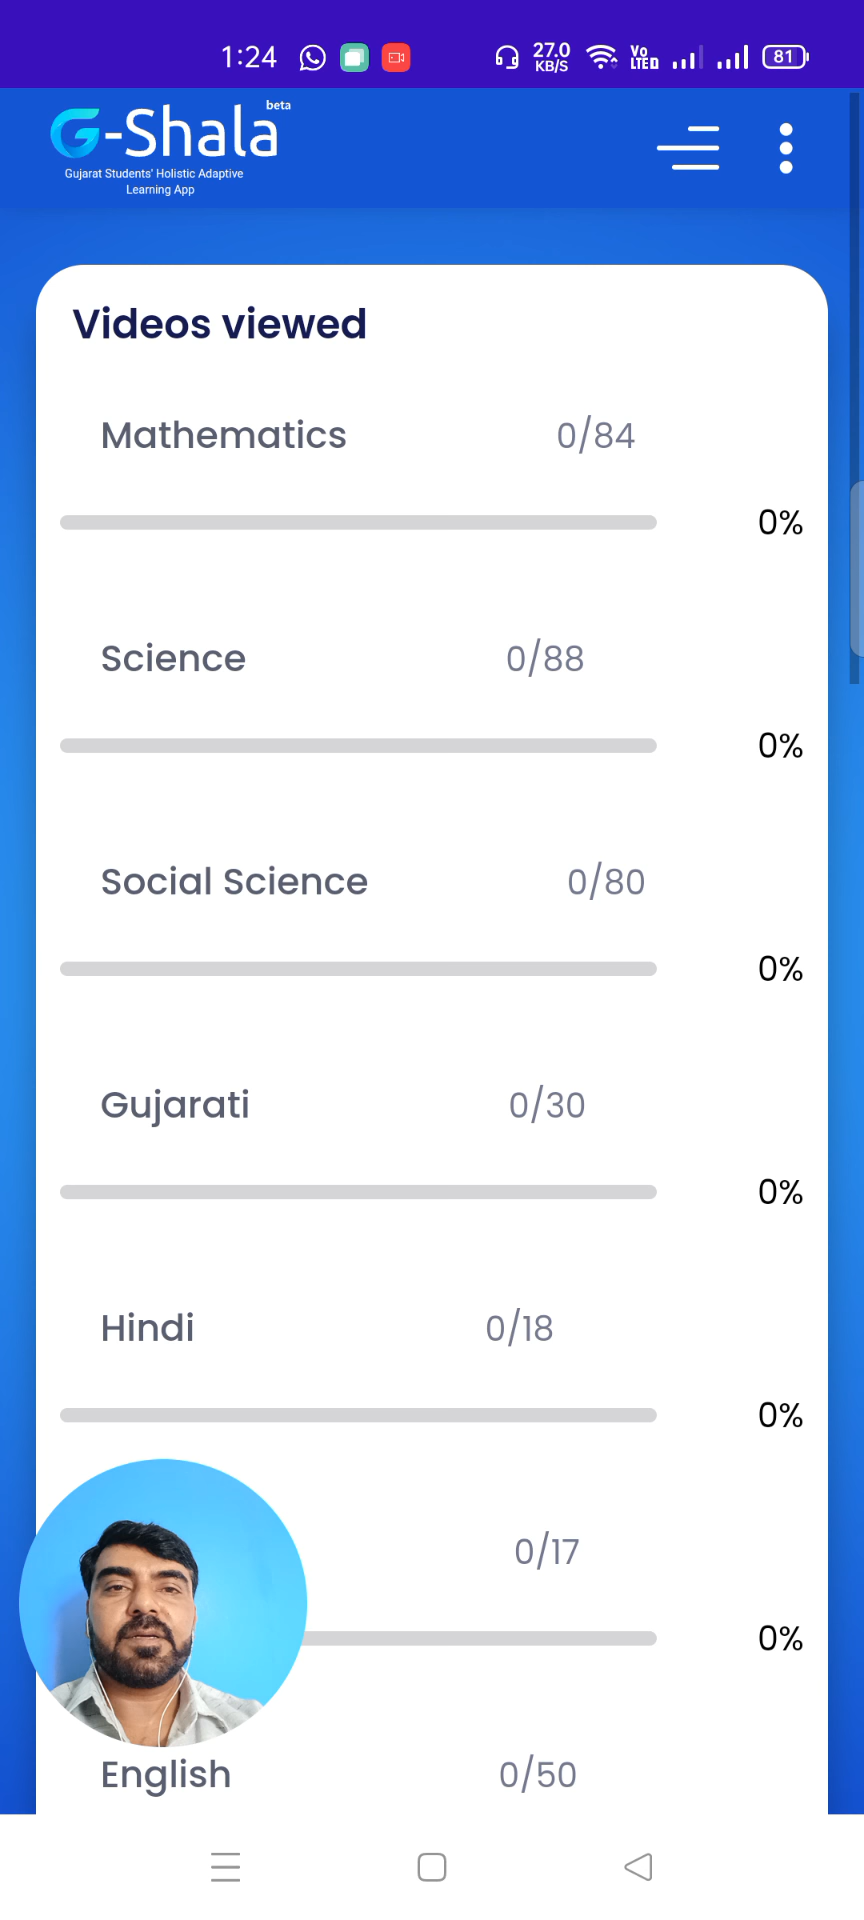 1:24
27.0
KB/S
Vo
LTE
81
G-Shala
beta
Gujarat Students' Holistic Adaptive
Learning App
Videos viewed
Mathematics 0/84
0%
Science 0/88
0%
Social Science 0/80
0%
Gujarati 0/30
0%
Hindi 0/18
0%
0/17
0%
English 0/50